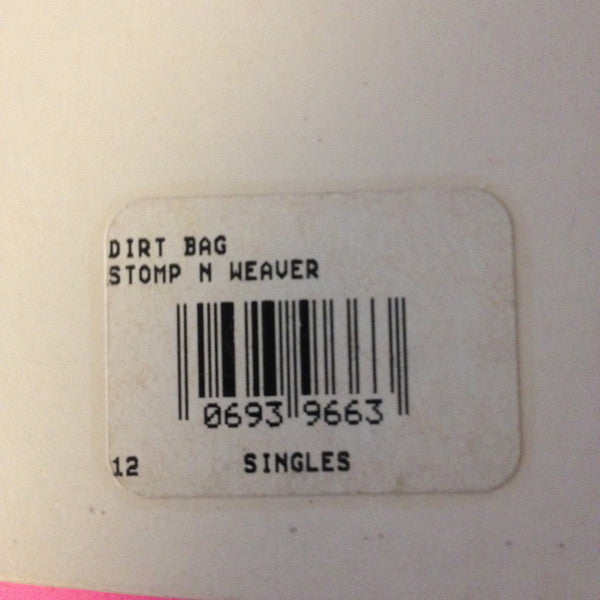 DIRT BAG
STOMP N WEAVER
0693 9663
12 SINGLES